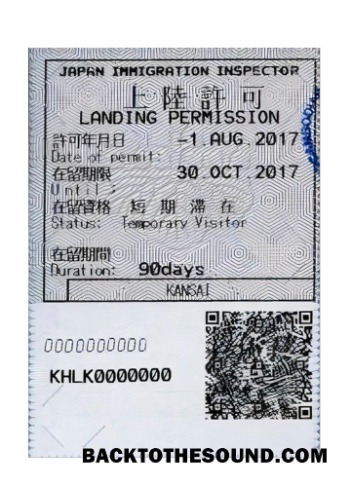 JAPAN IMMIGRATION INSPECTOR
上陸許可
LANDING PERMISSION
許可年月日 -1.AUG.2017
Date of permit:
在留期限 30.OCT.2017
Until :
在留資格 短期滞在
Status: Temporary Visitor
在留期間
Duration: 90days
KANSAI
0000000000
KHLK0000000
BACKTOTHESOUND.COM